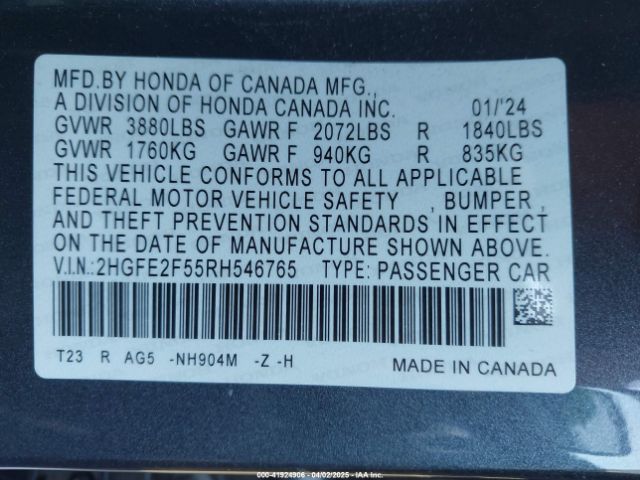 MFD.BY HONDA OF CANADA MFG.,
A DIVISION OF HONDA CANADA INC. 01/'24
GVWR 3880LBS GAWR F 2072LBS R 1840LBS
GVWR 1760KG GAWR F 940KG R 835KG
THIS VEHICLE CONFORMS TO ALL APPLICABLE
FEDERAL MOTOR VEHICLE SAFETY , BUMPER ,
AND THEFT PREVENTION STANDARDS IN EFFECT
ON THE DATE OF MANUFACTURE SHOWN ABOVE.
V.I.N.:2HGFE2F55RH546765 TYPE: PASSENGER CAR
T23 R AG5 -NH904M -Z -H
MADE IN CANADA
000-41924906 - 04/02/2025 - IAA Inc.